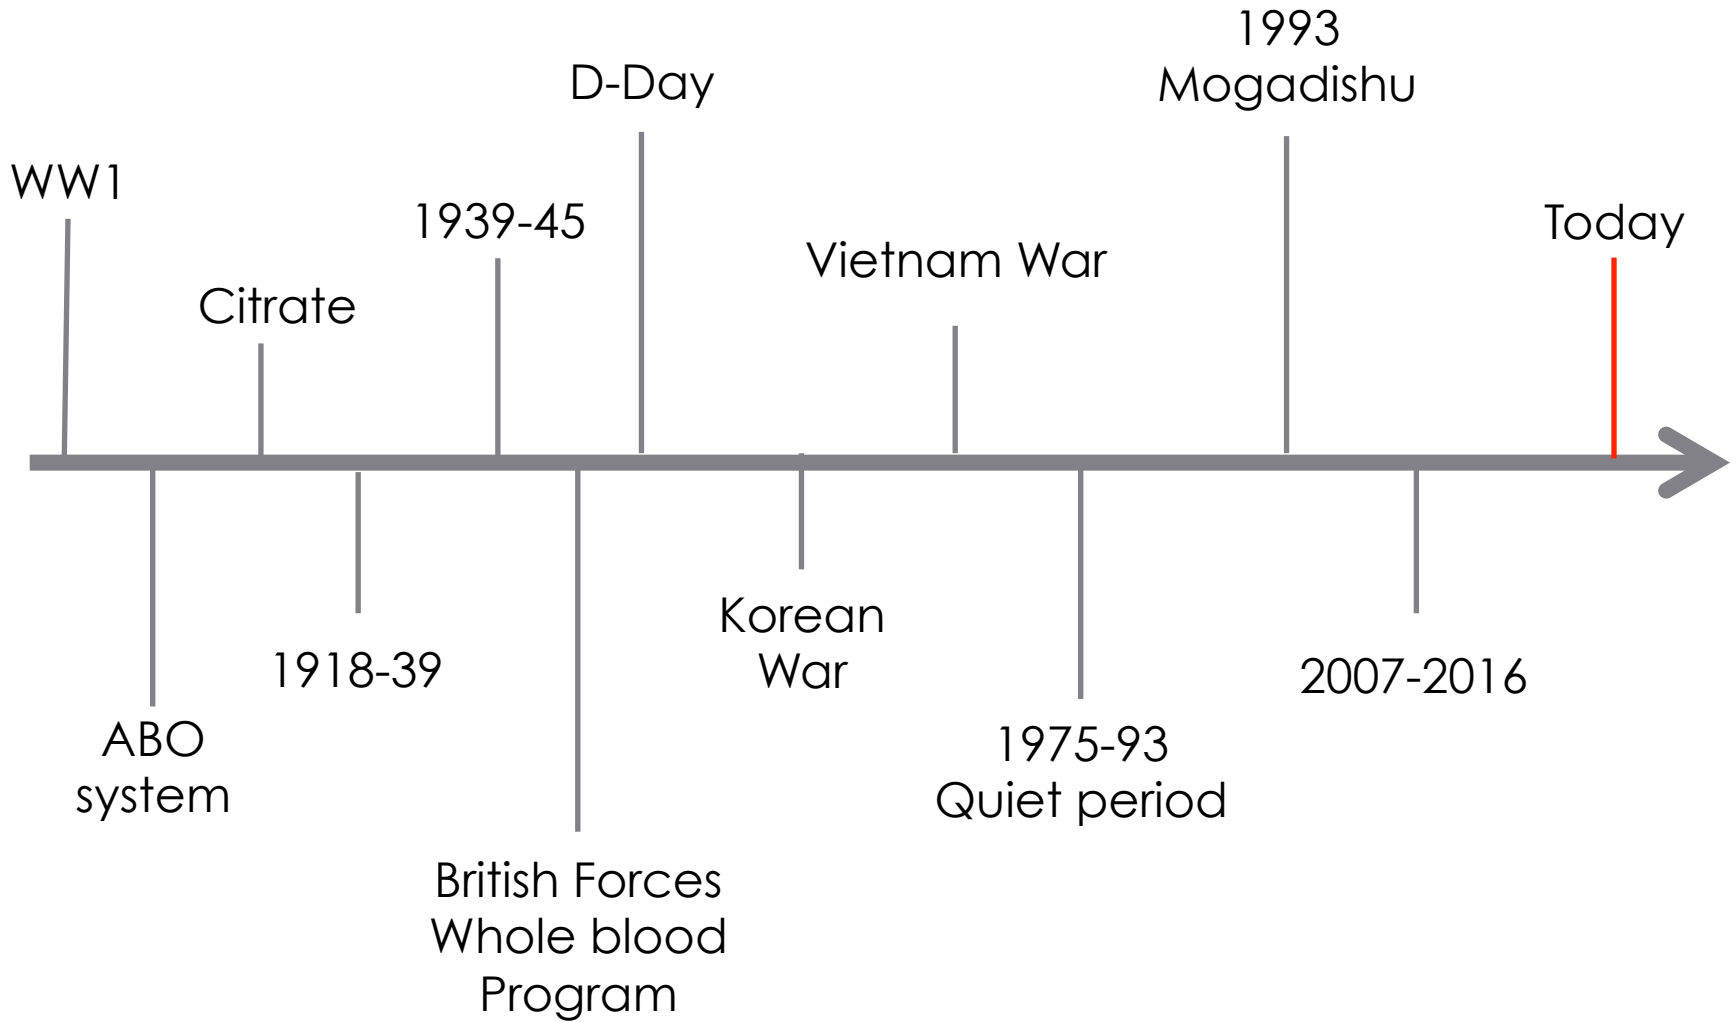 WW1
ABO
system
Citrate
1918-39
1939-45
British Forces
Whole blood
Program
D-Day
Korean
War
Vietnam War
1975-93
Quiet period
1993
Mogadishu
2007-2016
Today